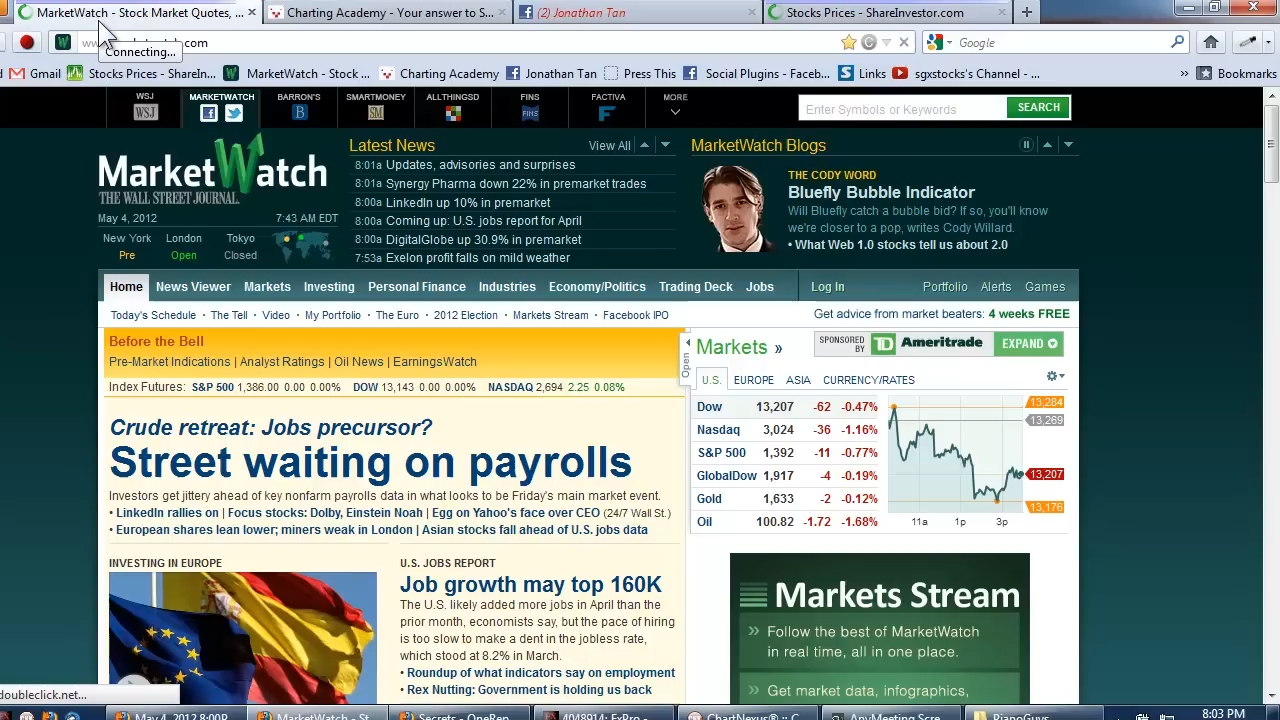 MarketWatch - Stock Market Quotes, ...
Charting Academy - Your answer to S...
(2) Jonathan Tan
Stocks Prices - ShareInvestor.com
Connecting...
Google
Gmail
Stocks Prices - ShareIn...
MarketWatch - Stock ...
Charting Academy
Jonathan Tan
Press This
Social Plugins - Faceb...
Links
sgxstocks's Channel - ...
Bookmarks
WSJ
MARKETWATCH
BARRON'S
SMARTMONEY
ALLTHINGSD
FINS
FACTIVA
MORE
Enter Symbols or Keywords
SEARCH
MarketWatch
THE WALL STREET JOURNAL.
May 4, 2012
7:43 AM EDT
New York London Tokyo
Pre Open Closed
Latest News
View All
8:01a Updates, advisories and surprises
8:01a Synergy Pharma down 22% in premarket trades
8:00a LinkedIn up 10% in premarket
8:00a Coming up: U.S. jobs report for April
8:00a DigitalGlobe up 30.9% in premarket
7:53a Exelon profit falls on mild weather
MarketWatch Blogs
THE CODY WORD
Bluefly Bubble Indicator
Will Bluefly catch a bubble bid? If so, you'll know
we're closer to a pop, writes Cody Willard.
• What Web 1.0 stocks tell us about 2.0
Home News Viewer Markets Investing Personal Finance Industries Economy/Politics Trading Deck Jobs
Log In Portfolio Alerts Games
Today's Schedule • The Tell • Video • My Portfolio • The Euro • 2012 Election • Markets Stream • Facebook IPO
Get advice from market beaters: 4 weeks FREE
Before the Bell
Pre-Market Indications | Analyst Ratings | Oil News | EarningsWatch
Index Futures: S&P 500 1,386.00 0.00 0.00% DOW 13,143 0.00 0.00% NASDAQ 2,694 2.25 0.08%
Crude retreat: Jobs precursor?
Street waiting on payrolls
Investors get jittery ahead of key nonfarm payrolls data in what looks to be Friday's main market event.
• LinkedIn rallies on | Focus stocks: Dolby, Einstein Noah | Egg on Yahoo's face over CEO (24/7 Wall St.)
• European shares lean lower; miners weak in London | Asian stocks fall ahead of U.S. jobs data
INVESTING IN EUROPE
U.S. JOBS REPORT
Job growth may top 160K
The U.S. likely added more jobs in April than the
prior month, economists say, but the pace of hiring
is too slow to make a dent in the jobless rate,
which stood at 8.2% in March.
• Roundup of what indicators say on employment
• Rex Nutting: Government is holding us back
Open
Markets »
SPONSORED BY
TD Ameritrade
EXPAND
U.S. EUROPE ASIA CURRENCY/RATES
Dow 13,207 -62 -0.47%
Nasdaq 3,024 -36 -1.16%
S&P 500 1,392 -11 -0.77%
GlobalDow 1,917 -4 -0.19%
Gold 1,633 -2 -0.12%
Oil 100.82 -1.72 -1.68%
13,284
13,269
13,207
13,176
11a 1p 3p
Markets Stream
» Follow the best of MarketWatch
in real time, all in one place.
» Get market data, infographics,
doubleclick.net...
May 4, 2012 8:00P...
MarketWatch - St...
Secrets - OneRep...
4048914: FxPro - ...
ChartNexus® :: C...
AnyMeeting Scre...
PianoGuys
8:03 PM